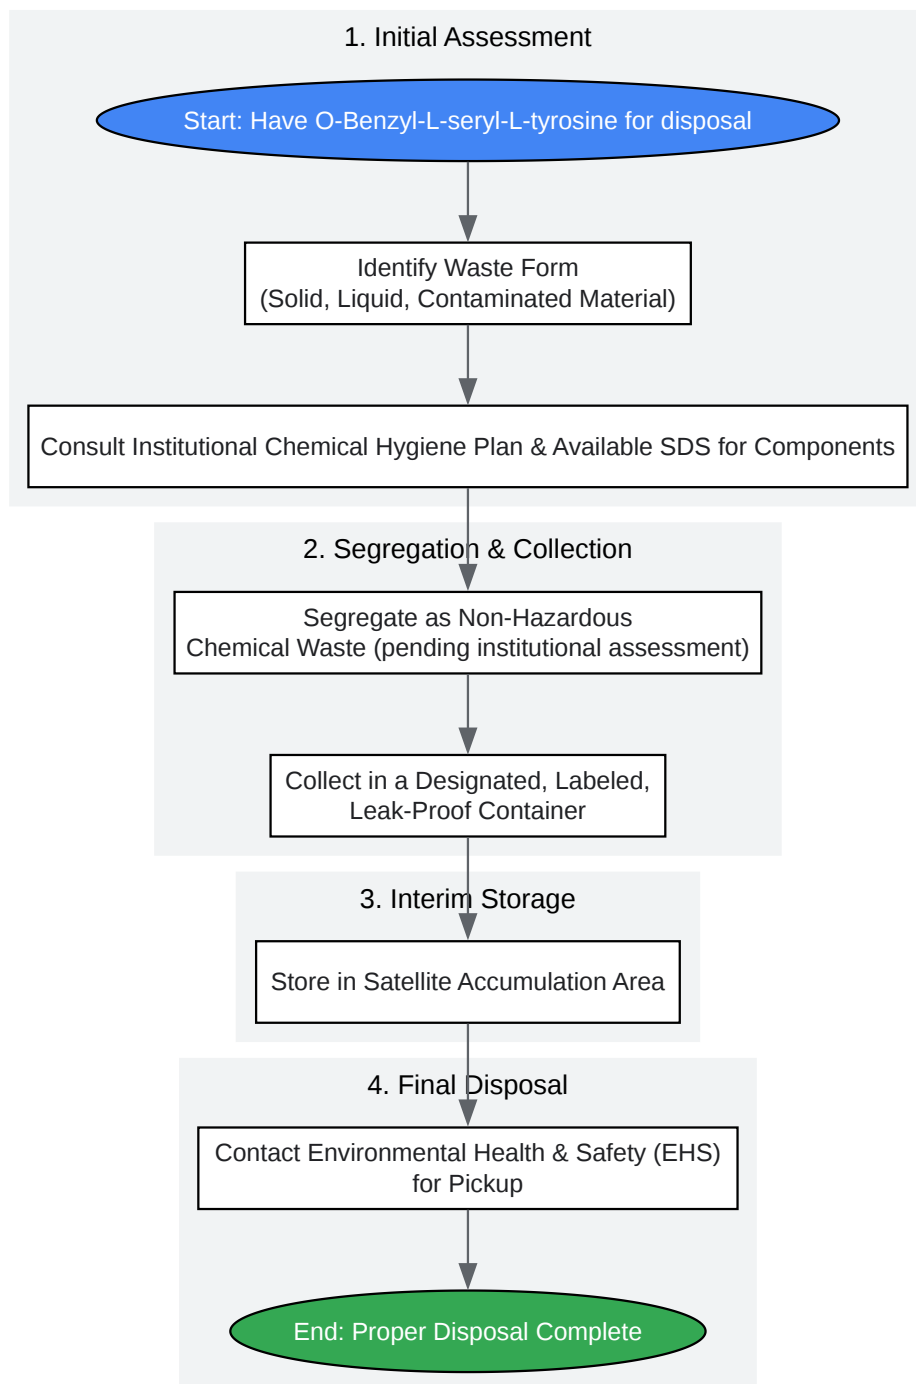 1. Initial Assessment
Start: Have O-Benzyl-L-seryl-L-tyrosine for disposal
Identify Waste Form
(Solid, Liquid, Contaminated Material)
Consult Institutional Chemical Hygiene Plan & Available SDS for Components
2. Segregation & Collection
Segregate as Non-Hazardous
Chemical Waste (pending institutional assessment)
Collect in a Designated, Labeled,
Leak-Proof Container
3. Interim Storage
Store in Satellite Accumulation Area
4. Final Disposal
Contact Environmental Health & Safety (EHS)
for Pickup
End: Proper Disposal Complete